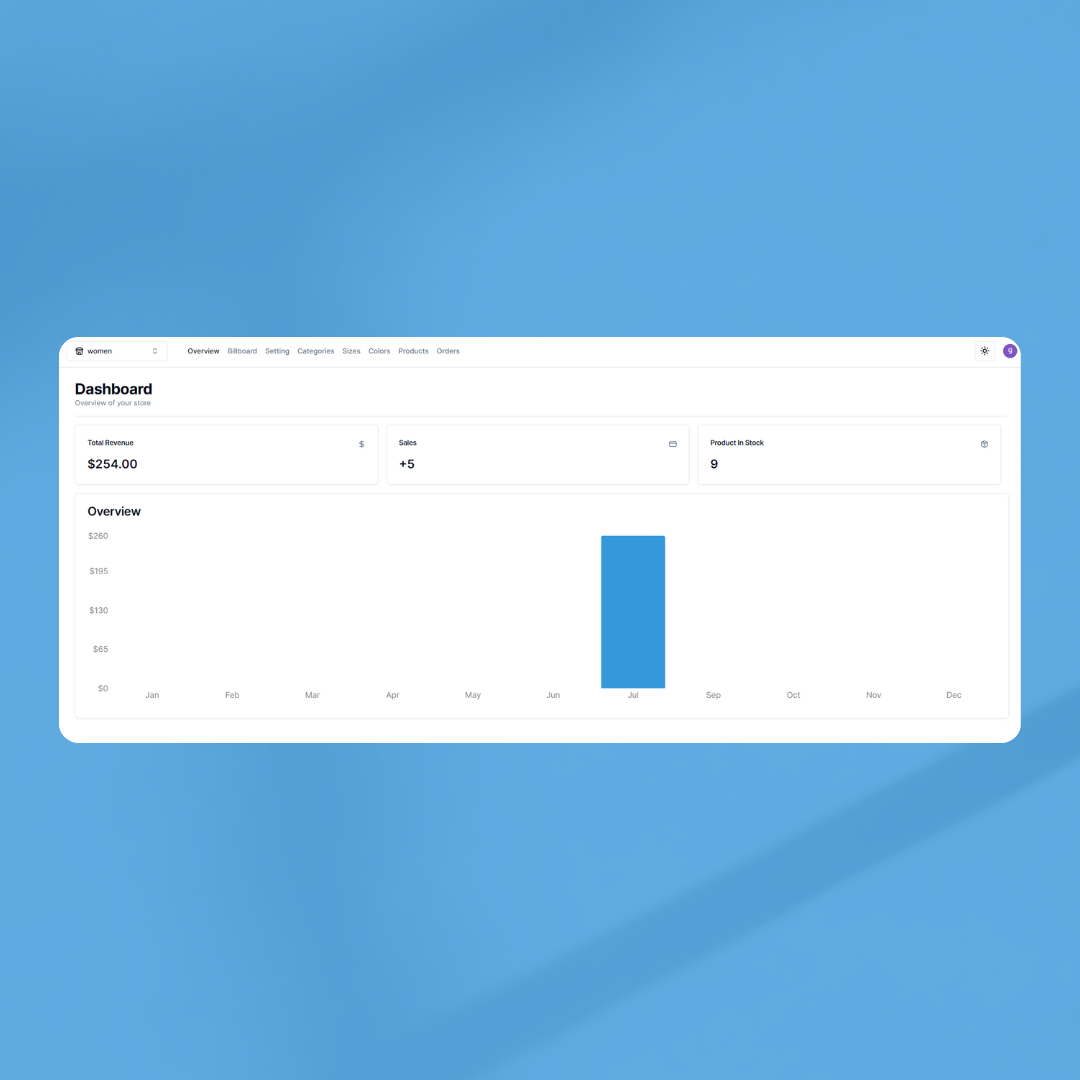 women Overview Billboard Setting Categories Sizes Colors Products Orders g
Dashboard
Overview of your store
Total Revenue
$254.00
Sales
+5
Product In Stock
9
Overview
$260
$195
$130
$65
$0
Jan Feb Mar Apr May Jun Jul Sep Oct Nov Dec